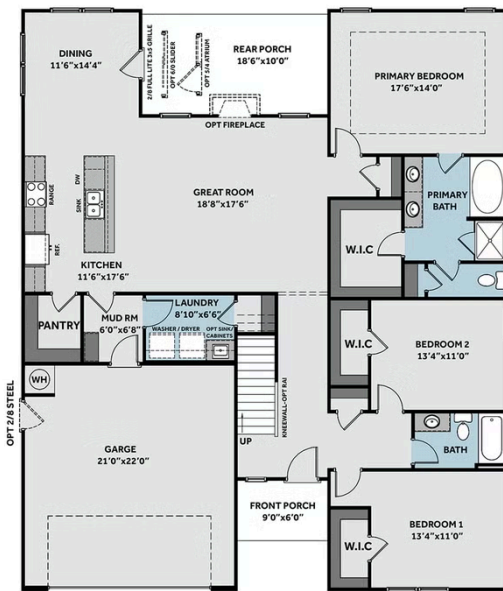 DINING
11'6"x14'4"
2/8 FULL LITE 3x5 GRILLE
OPT 6/0 SLIDER
OPT 5/4 ATRIUM
REAR PORCH
18'6"x10'0"
PRIMARY BEDROOM
17'6"x14'0"
OPT FIREPLACE
RANGE
SINK
DW
REF.
GREAT ROOM
18'8"x17'6"
PRIMARY
BATH
W.I.C
KITCHEN
11'6"x17'6"
PANTRY
MUD RM
6'0"x6'8"
LAUNDRY
8'10"x6'6"
WASHER / DRYER
OPT SINK/
CABINETS
W.I.C
BEDROOM 2
13'4"x11'0"
WH
OPT 2/8 STEEL
KNEEWALL-OPT RAI
UP
GARGE
21'0"x22'0"
BATH
FRONT PORCH
9'0"x6'0"
W.I.C
BEDROOM 1
13'4"x11'0"